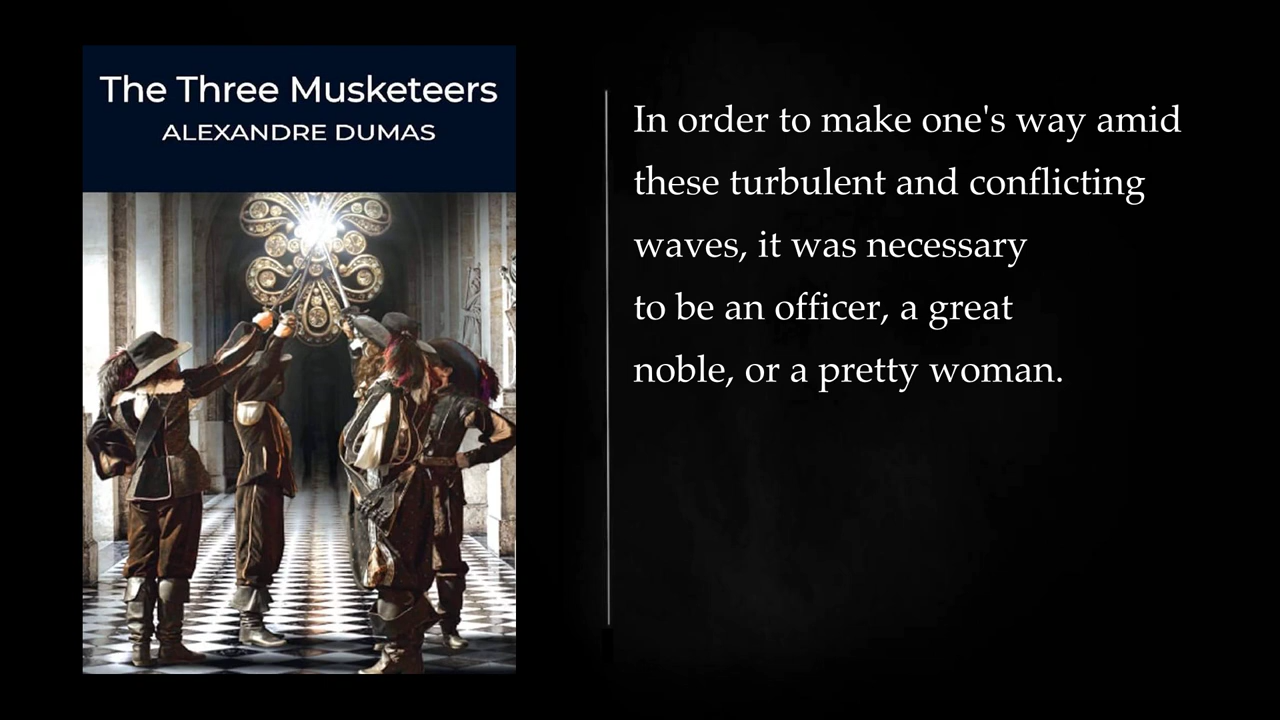 The Three Musketeers
ALEXANDRE DUMAS
In order to make one's way amid
these turbulent and conflicting
waves, it was necessary
to be an officer, a great
noble, or a pretty woman.